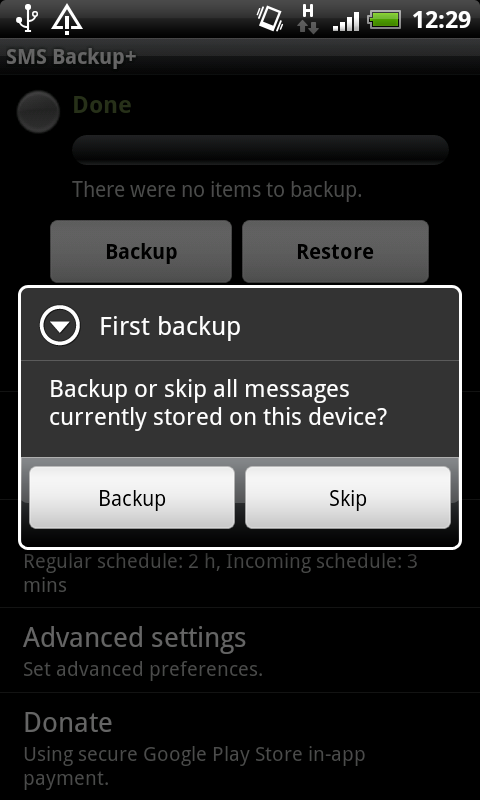 H
12:29
SMS Backup+
Done
There were no items to backup.
Backup Restore
First backup
Backup or skip all messages
currently stored on this device?
Backup Skip
Regular schedule: 2 h, Incoming schedule: 3
mins
Advanced settings
Set advanced preferences.
Donate
Using secure Google Play Store in-app
payment.